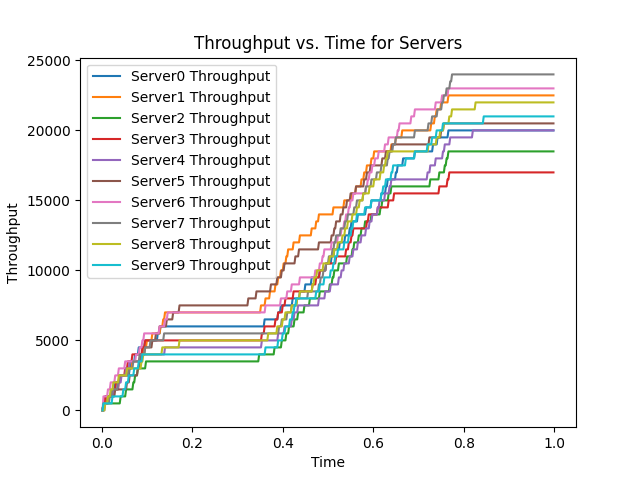 Throughput vs. Time for Servers
25000
20000
15000
10000
5000
0
Throughput
Server0 Throughput
Server1 Throughput
Server2 Throughput
Server3 Throughput
Server4 Throughput
Server5 Throughput
Server6 Throughput
Server7 Throughput
Server8 Throughput
Server9 Throughput
0.0 0.2 0.4 0.6 0.8 1.0
Time